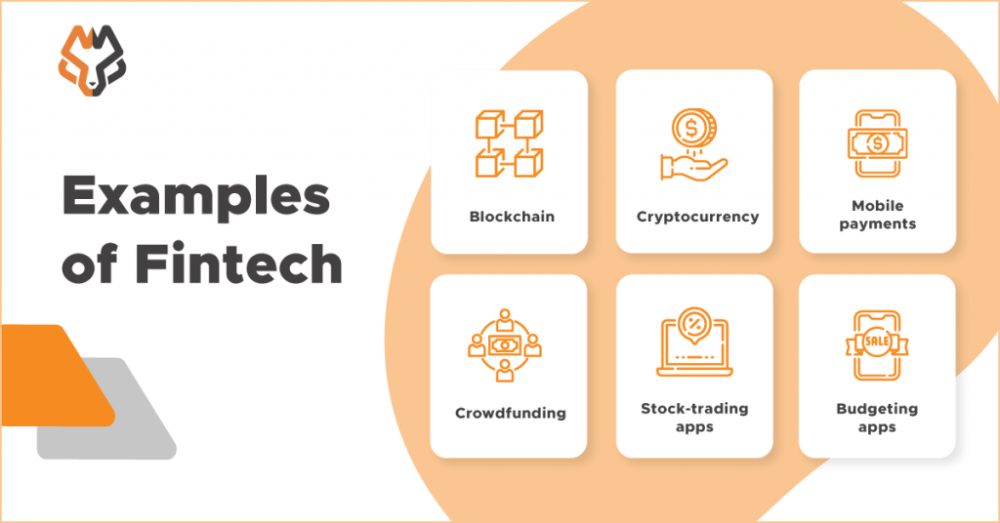 Examples
of Fintech
Blockchain
Cryptocurrency
$
Mobile
payments
$
Crowdfunding
Stock-trading
apps
%
Budgeting
apps
SALE